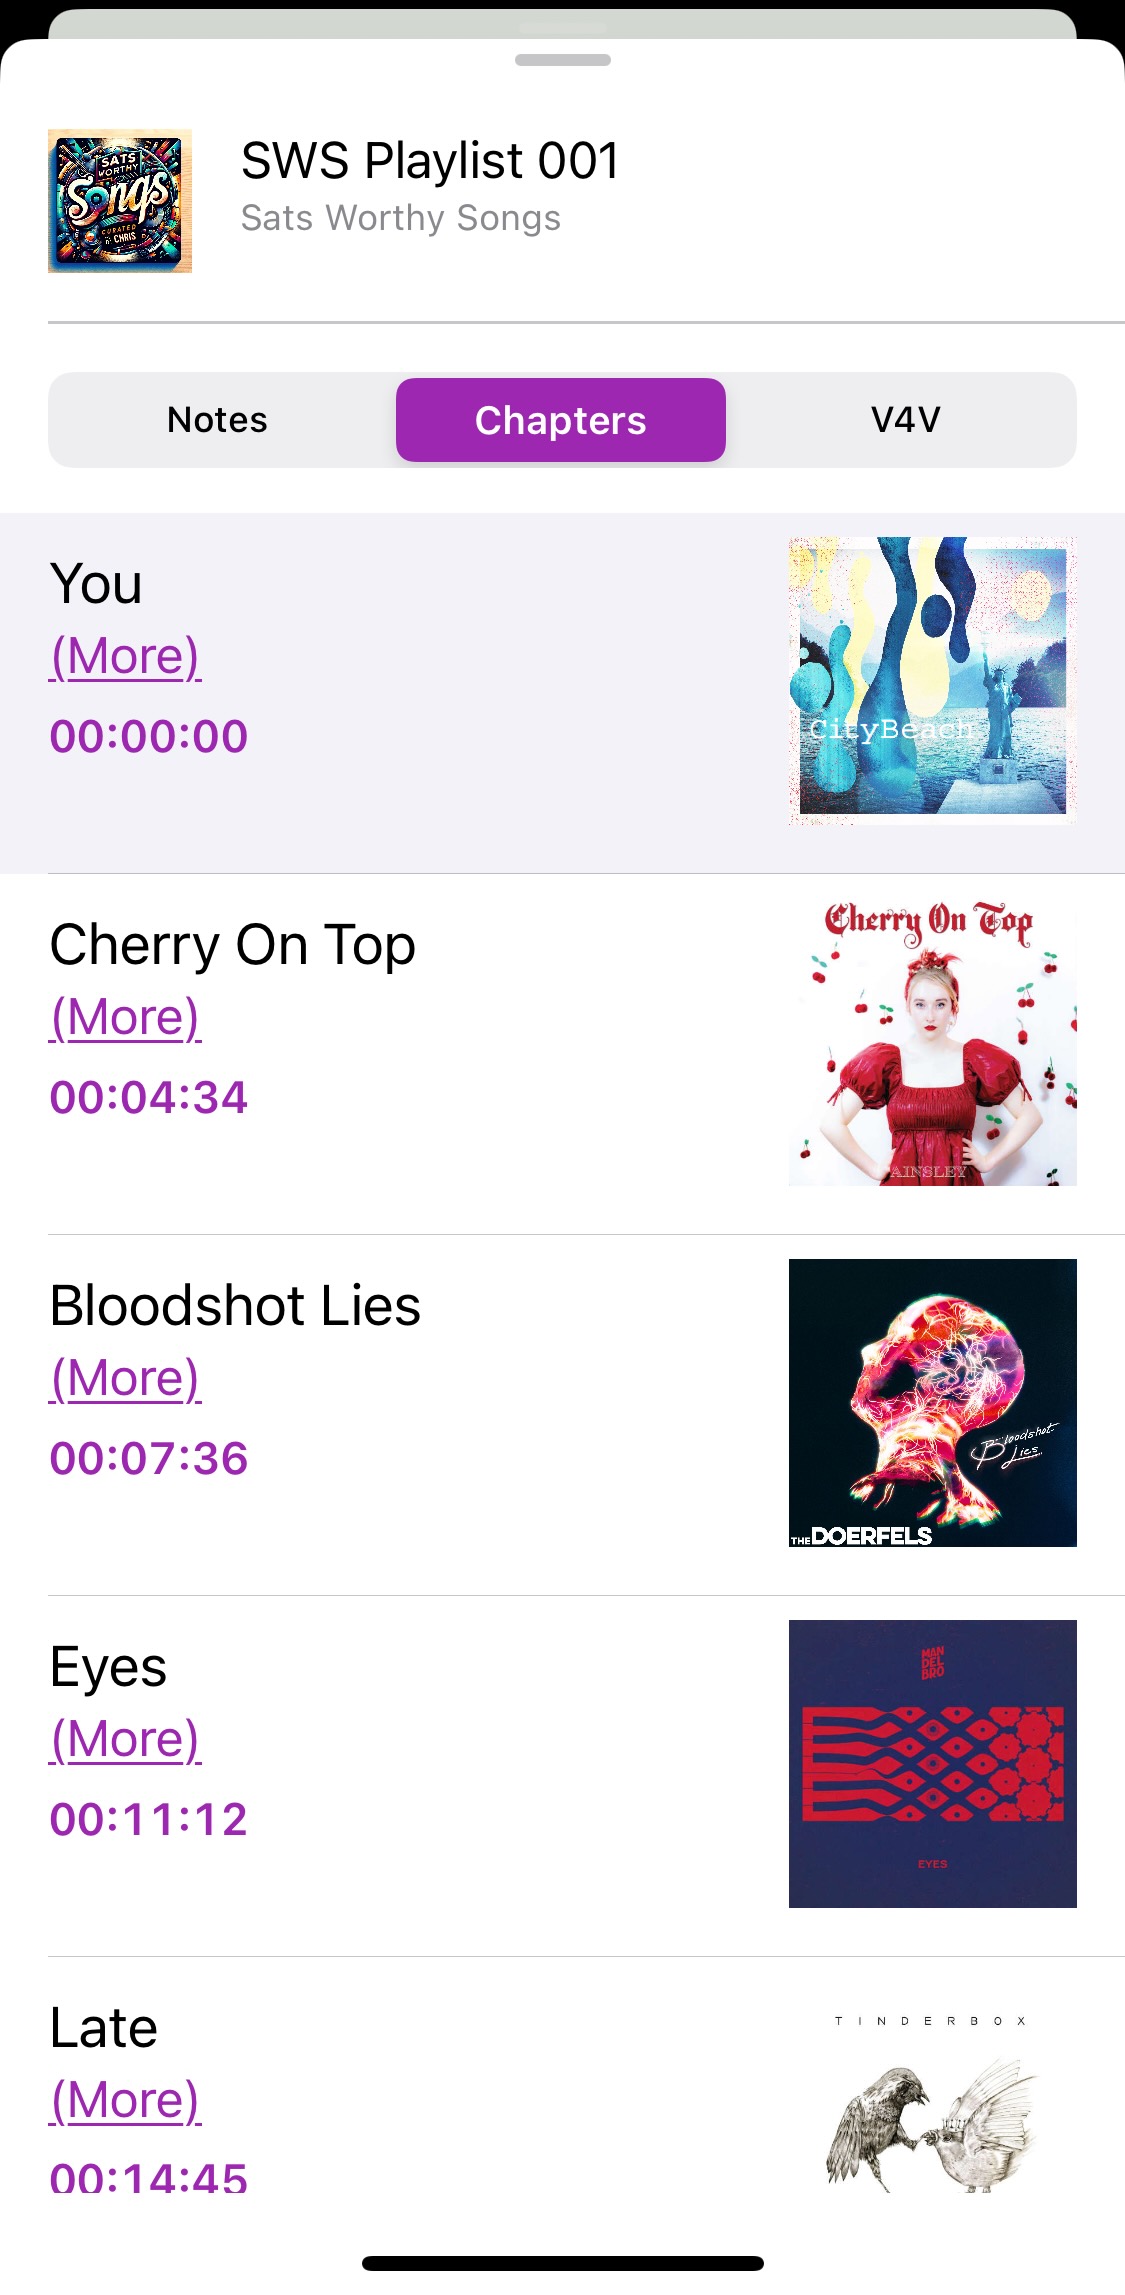 SATS
WORTHY
Songs
CURATED
BY CHRIS
SWS Playlist 001
Sats Worthy Songs
Notes
Chapters
V4V
You
(More)
00:00:00
CityBeach
Cherry On Top
(More)
00:04:34
Cherry On Top
AINSLEY
Bloodshot Lies
(More)
00:07:36
Bloodshot
Lies
THE DOERFELS
Eyes
(More)
00:11:12
MAN
DEL
BRO
EYES
Late
(More)
00:14:45
TINDERBOX